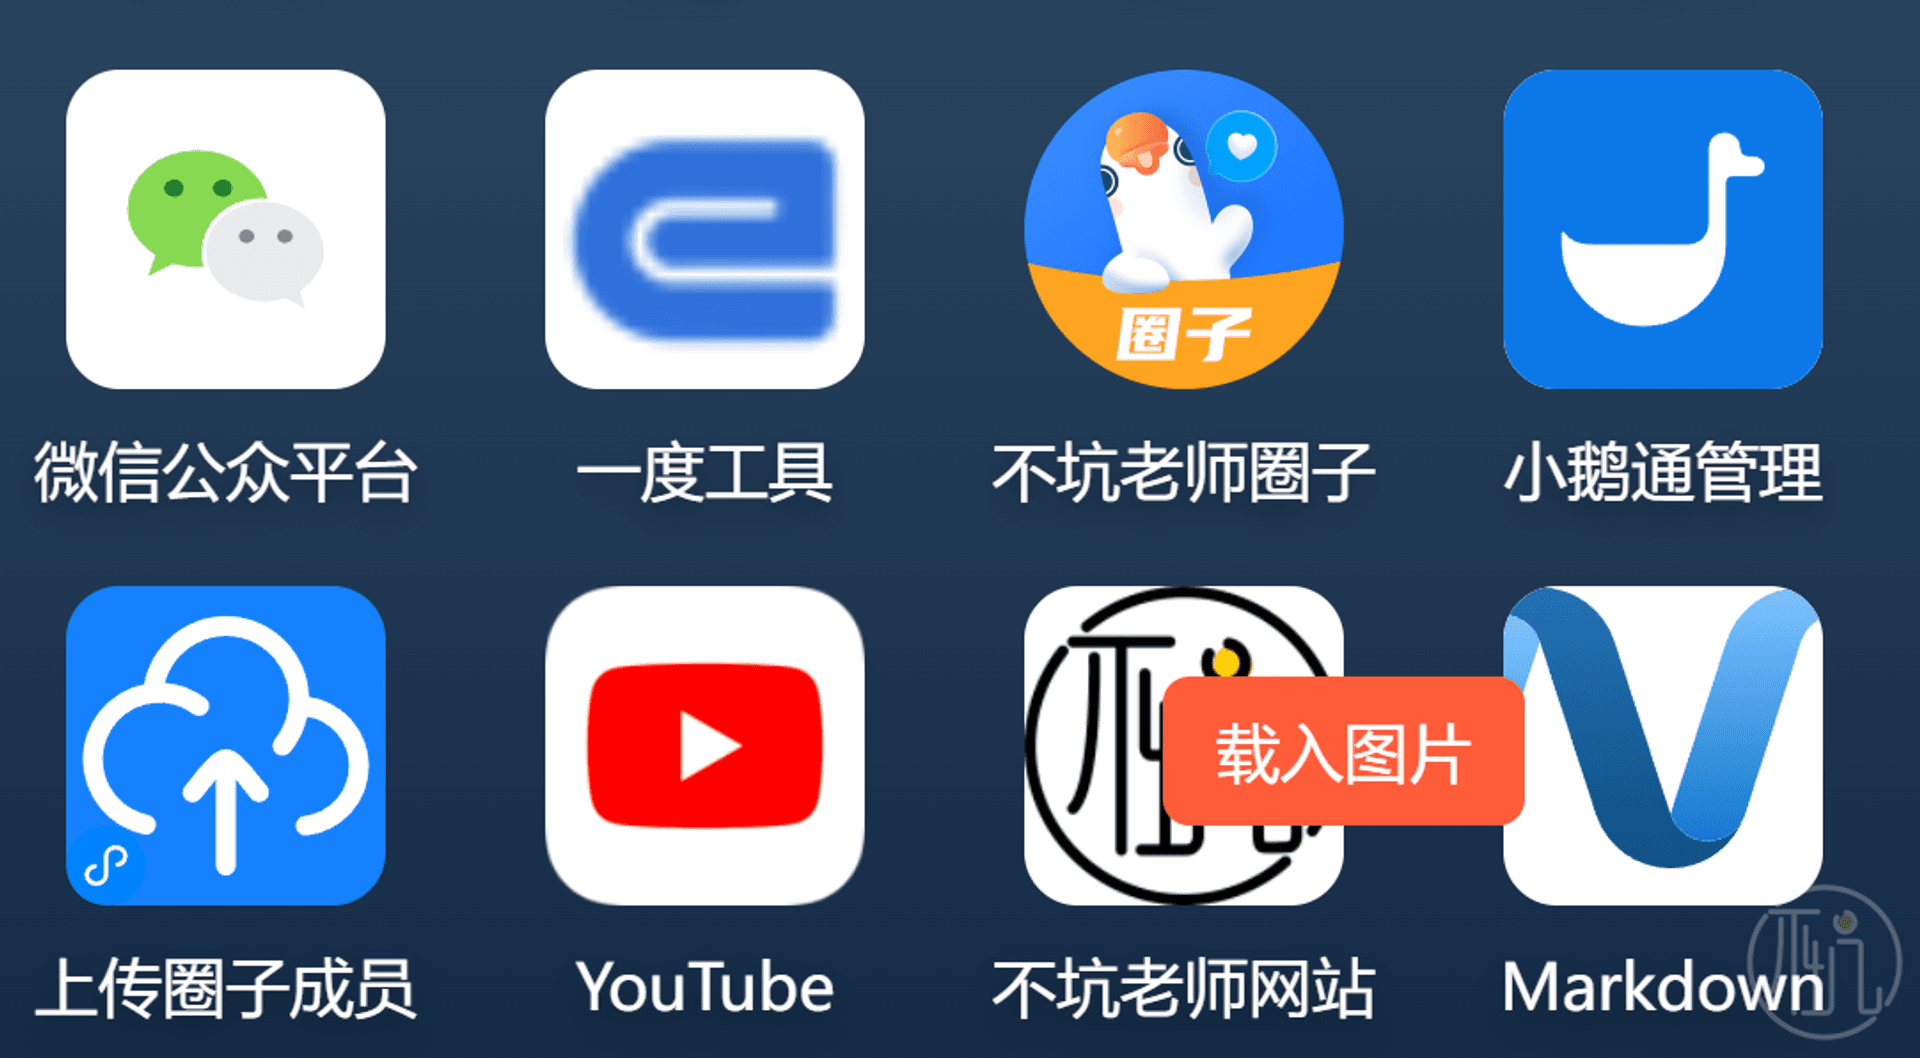 圈子
微信公众平台
一度工具
不坑老师圈子
小鹅通管理
载入图片
上传圈子成员
YouTube
不坑老师网站
Markdown